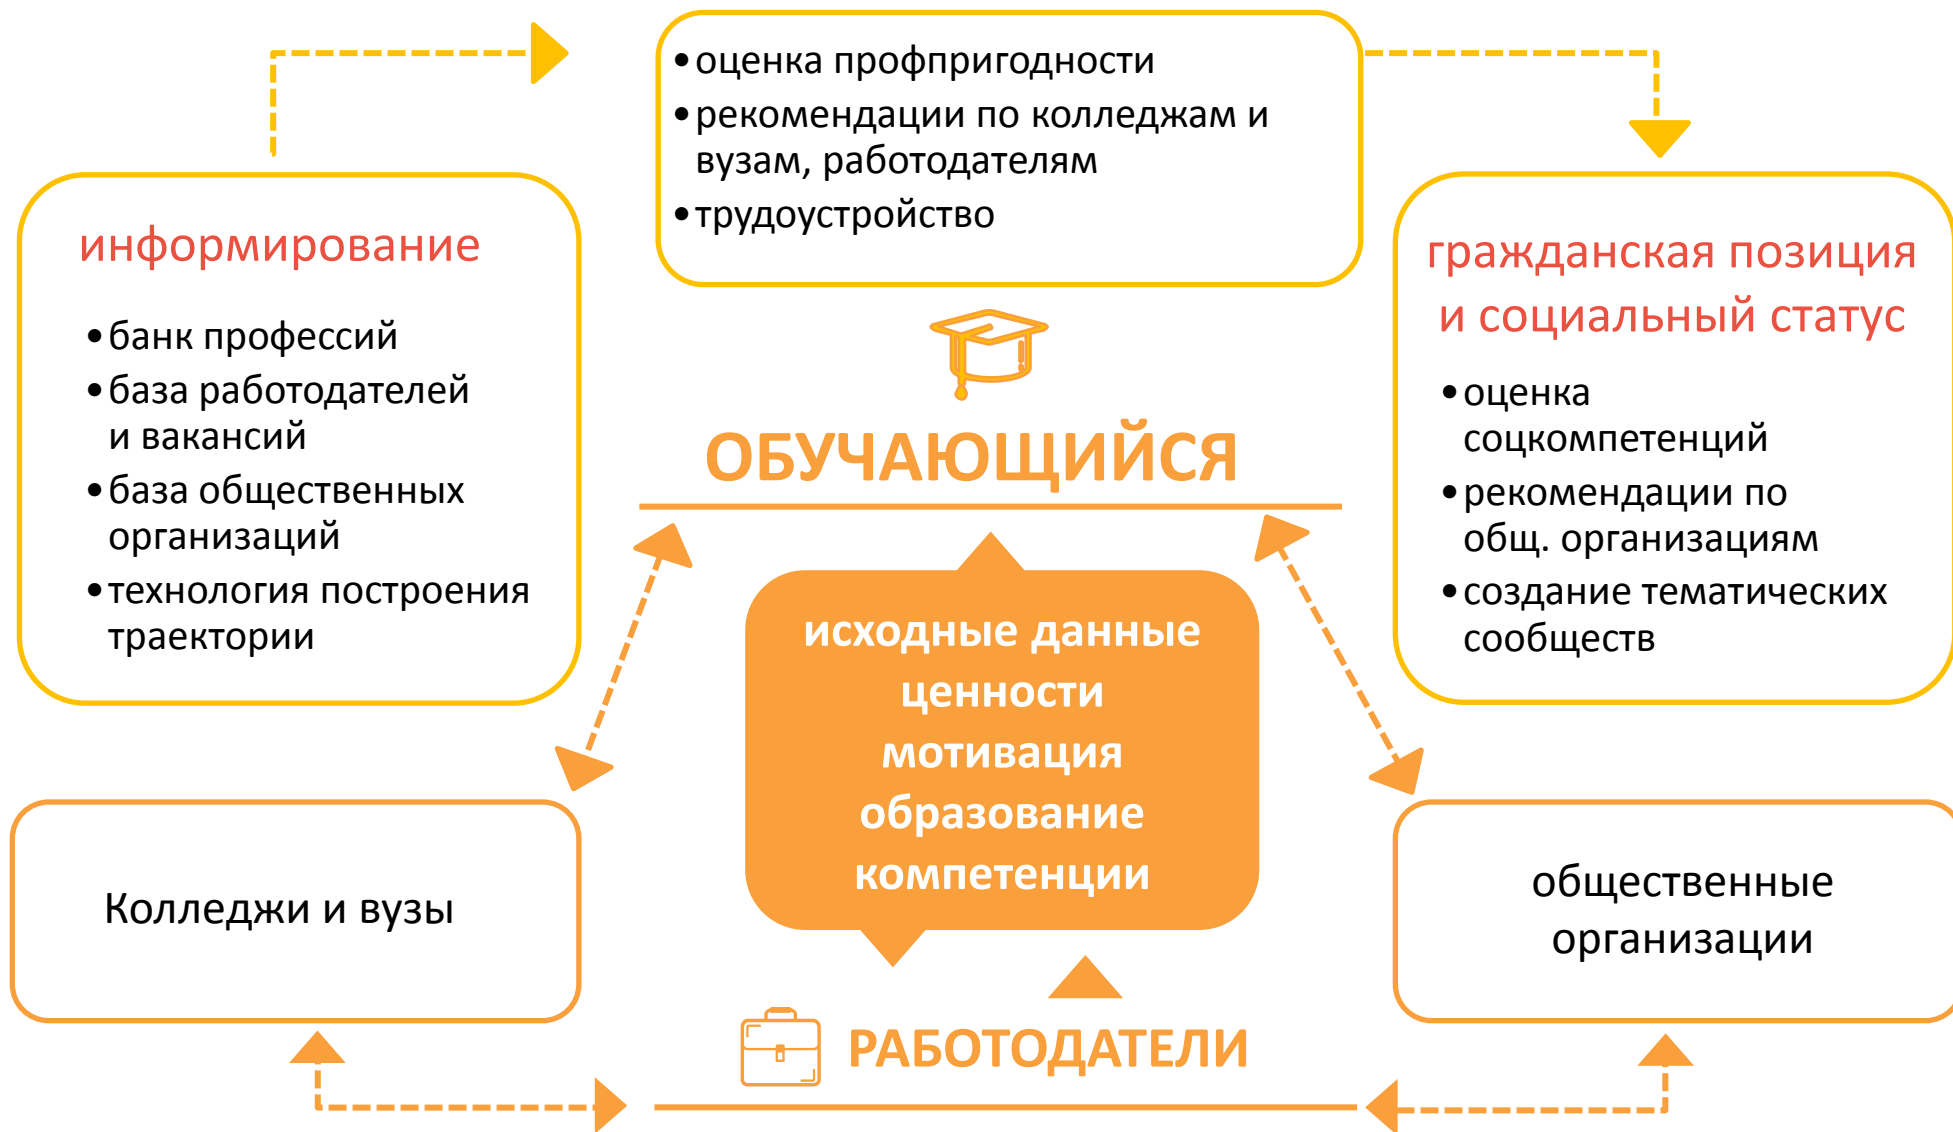 •оценка профпригодности
•рекомендации по колледжам и
вузам, работодателям
•трудоустройство
информирование
•банк профессий
•база работодателей
и вакансий
•база общественных
организаций
•технология построения
траектории
гражданская позиция
и социальный статус
•оценка
соцкомпетенций
•рекомендации по
общ. организациям
•создание тематических
сообществ
ОБУЧАЮЩИЙСЯ
исходные данные
ценности
мотивация
образование
компетенции
Колледжи и вузы
общественные
организации
РАБОТОДАТЕЛИ